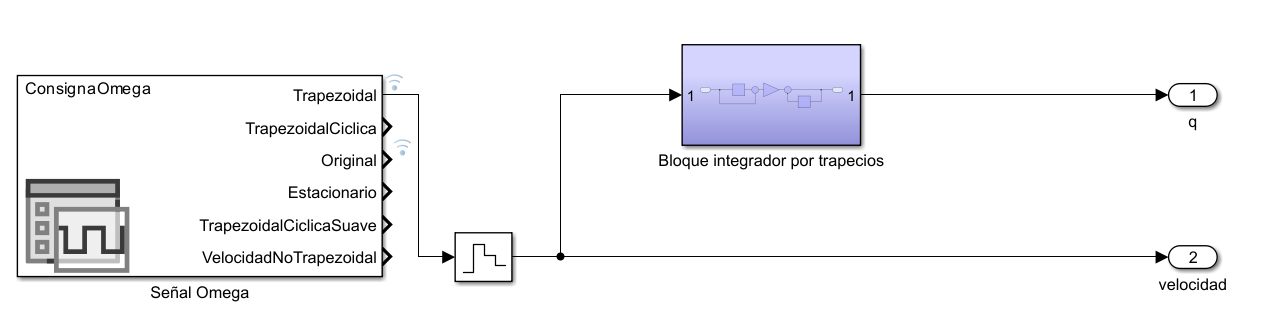 ConsignaOmega
Trapezoidal
TrapezoidalCiclica
Original
Estacionario
TrapezoidalCiclicaSuave
VelocidadNoTrapezoidal
Señal Omega
1
1
Bloque integrador por trapecios
1
q
2
velocidad